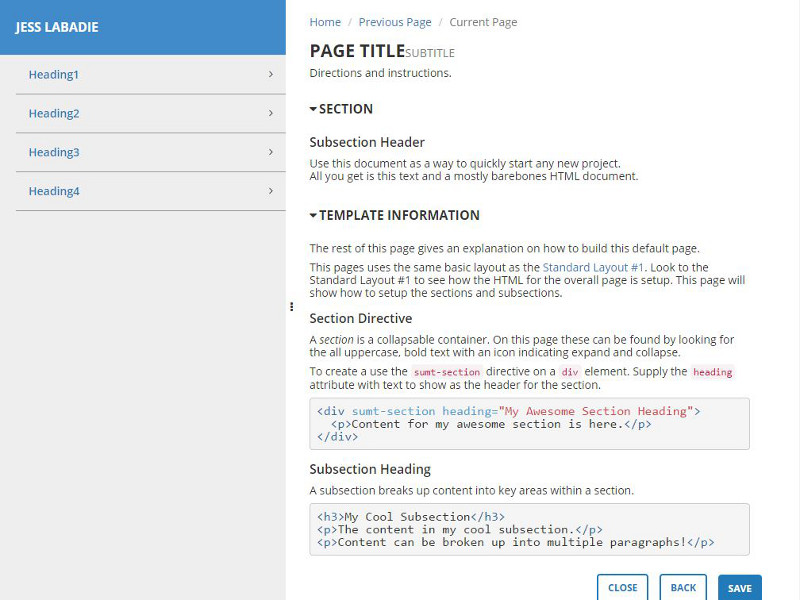 JESS LABADIE
Heading1
Heading2
Heading3
Heading4
Home / Previous Page / Current Page
PAGE TITLESUBTITLE
Directions and instructions.
SECTION
Subsection Header
Use this document as a way to quickly start any new project.
All you get is this text and a mostly barebones HTML document.
TEMPLATE INFORMATION
The rest of this page gives an explanation on how to build this default page.
This pages uses the same basic layout as the Standard Layout #1. Look to the
Standard Layout #1 to see how the HTML for the overall page is setup. This page will
show how to setup the sections and subsections.
Section Directive
A section is a collapsable container. On this page these can be found by looking for
the all uppercase, bold text with an icon indicating expand and collapse.
To create a use the sumt-section directive on a div element. Supply the heading
attribute with text to show as the header for the section.
<div sumt-section heading="My Awesome Section Heading">
<p>Content for my awesome section is here.</p>
</div>
Subsection Heading
A subsection breaks up content into key areas within a section.
<h3>My Cool Subsection</h3>
<p>The content in my cool subsection.</p>
<p>Content can be broken up into multiple paragraphs!</p>
CLOSE BACK SAVE